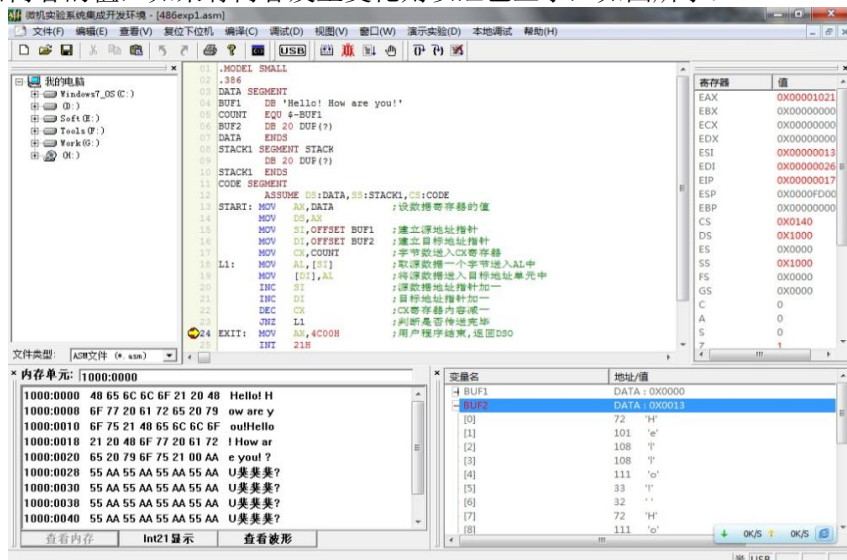 微机实验系统集成开发环境 - [486exp1.asm]
文件(F) 编辑(E) 查看(V) 复位下位机 编译(C) 调试(D) 视图(V) 窗口(W) 演示实验(D) 本地调试 帮助(H)
USB
我的电脑
Windows7_OS(C:)
(D:)
Soft(E:)
Tools(F:)
Work(G:)
(H:)
文件类型: ASM文件 (*.asm)
01 .MODEL SMALL
02 .386
03 DATA SEGMENT
04 BUF1 DB 'Hello! How are you!'
05 COUNT EQU $-BUF1
06 BUF2 DB 20 DUP(?)
07 DATA ENDS
08 STACK1 SEGMENT STACK
09 DB 20 DUP(?)
10 STACK1 ENDS
11 CODE SEGMENT
12 ASSUME DS:DATA,SS:STACK1,CS:CODE
13 START: MOV AX,DATA ;设数据寄存器的值
14 MOV DS,AX
15 MOV SI,OFFSET BUF1 ;建立源地址指针
16 MOV DI,OFFSET BUF2 ;建立目标地址指针
17 MOV CX,COUNT ;字节数送入CX寄存器
18 L1: MOV AL,[SI] ;取源数据一个字节送入AL中
19 MOV [DI],AL ;将源数据送入目标地址单元中
20 INC SI ;源数据地址指针加一
21 INC DI ;目标地址指针加一
22 DEC CX ;CX寄存器内容减一
23 JNZ L1 ;判断是否传送完毕
24 EXIT: MOV AX,4C00H ;用户程序结束,返回DSO
25 INT 21H
寄存器 值
EAX 0X00001021
EBX 0X00000000
ECX 0X00000000
EDX 0X00000000
ESI 0X00000013
EDI 0X00000026
EIP 0X00000017
ESP 0X0000FD00
EBP 0X00000000
CS 0X0140
DS 0X1000
ES 0X0000
SS 0X1000
FS 0X0000
GS 0X0000
C 0
A 0
S 0
Z 1
内存单元: 1000:0000
1000:0000 48 65 6C 6C 6F 21 20 48 Hello! H
1000:0008 6F 77 20 61 72 65 20 79 ow are y
1000:0010 6F 75 21 48 65 6C 6C 6F ou!Hello
1000:0018 21 20 48 6F 77 20 61 72 ! How ar
1000:0020 65 20 79 6F 75 21 00 AA e you! ?
1000:0028 55 AA 55 AA 55 AA 55 AA U猋猋猋?
1000:0030 55 AA 55 AA 55 AA 55 AA U猋猋猋?
1000:0038 55 AA 55 AA 55 AA 55 AA U猋猋猋?
1000:0040 55 AA 55 AA 55 AA 55 AA U猋猋猋?
查看内存 Int21显示 查看波形
变量名 地址/值
BUF1 DATA : 0X0000
BUF2 DATA : 0X0013
[0] 72 'H'
[1] 101 'e'
[2] 108 'l'
[3] 108 'l'
[4] 111 'o'
[5] 33 '!'
[6] 32 ' '
[7] 72 'H'
[8] 111 'o'
0K/S 0K/S
USB